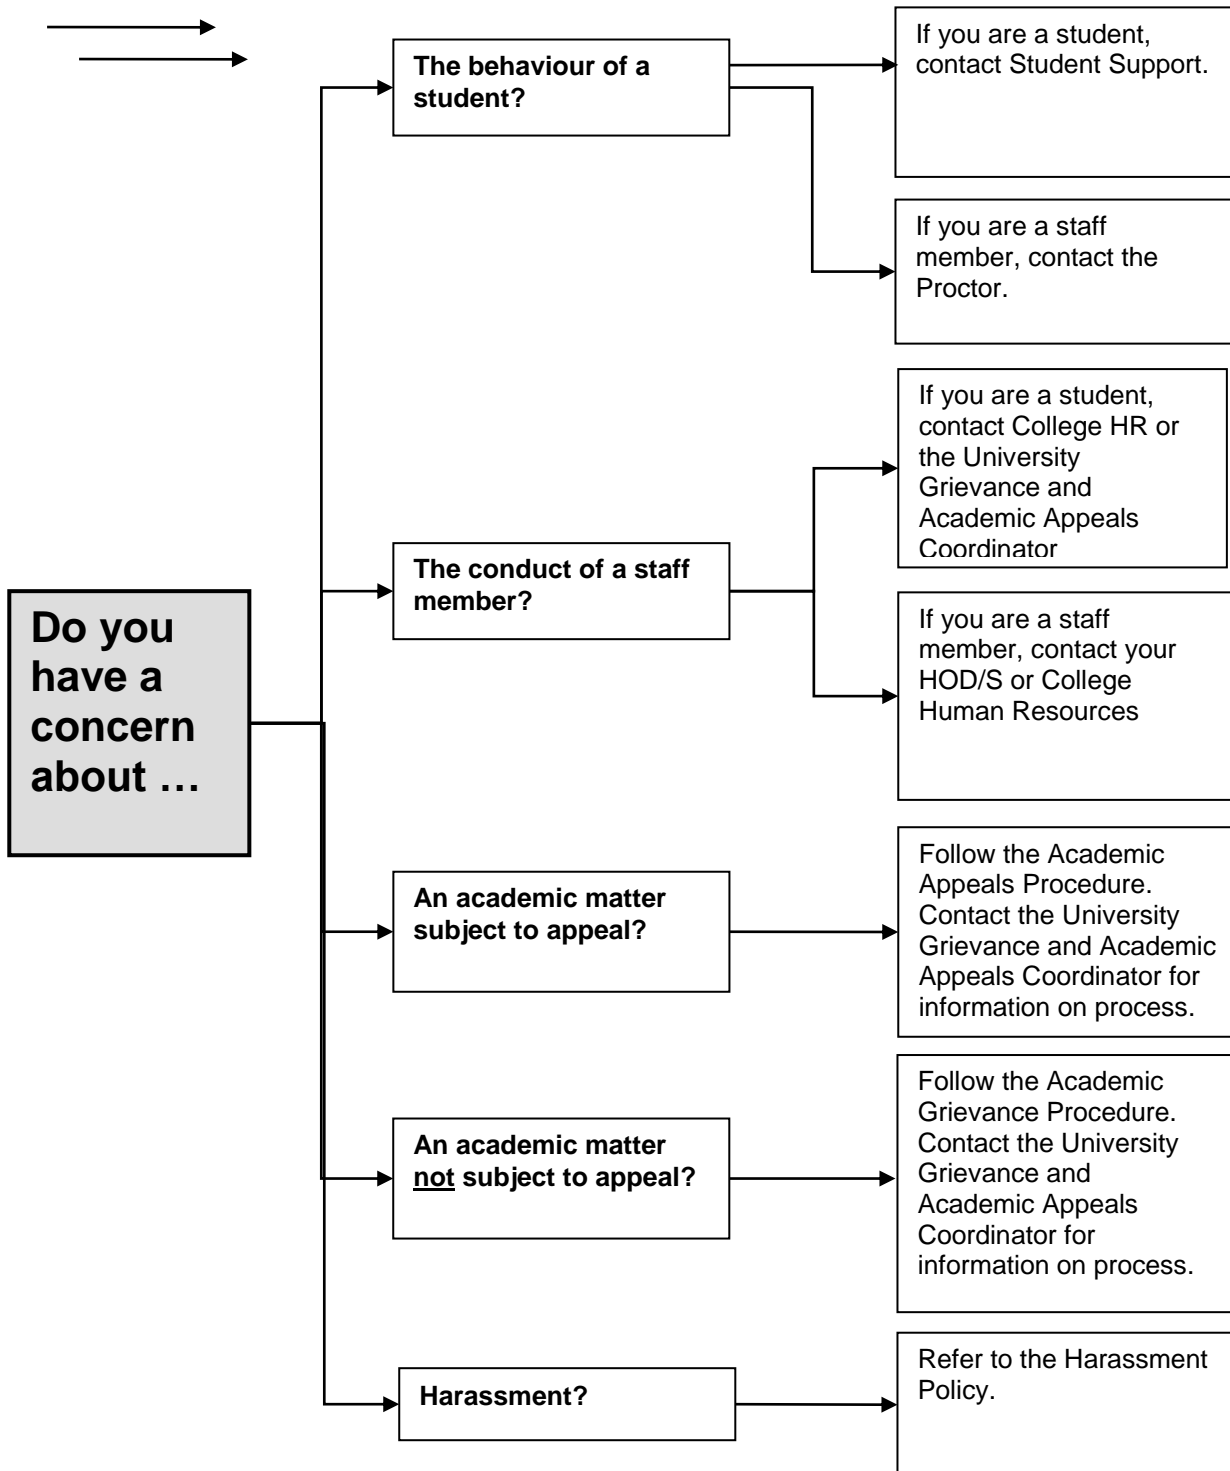 Do you
have a
concern
about …
The behaviour of a
student?
If you are a student,
contact Student Support.
If you are a staff
member, contact the
Proctor.
The conduct of a staff
member?
If you are a student,
contact College HR or
the University
Grievance and
Academic Appeals
Coordinator
If you are a staff
member, contact your
HOD/S or College
Human Resources
An academic matter
subject to appeal?
Follow the Academic
Appeals Procedure.
Contact the University
Grievance and Academic
Appeals Coordinator for
information on process.
An academic matter
not subject to appeal?
Follow the Academic
Grievance Procedure.
Contact the University
Grievance and
Academic Appeals
Coordinator for
information on process.
Harassment?
Refer to the Harassment
Policy.